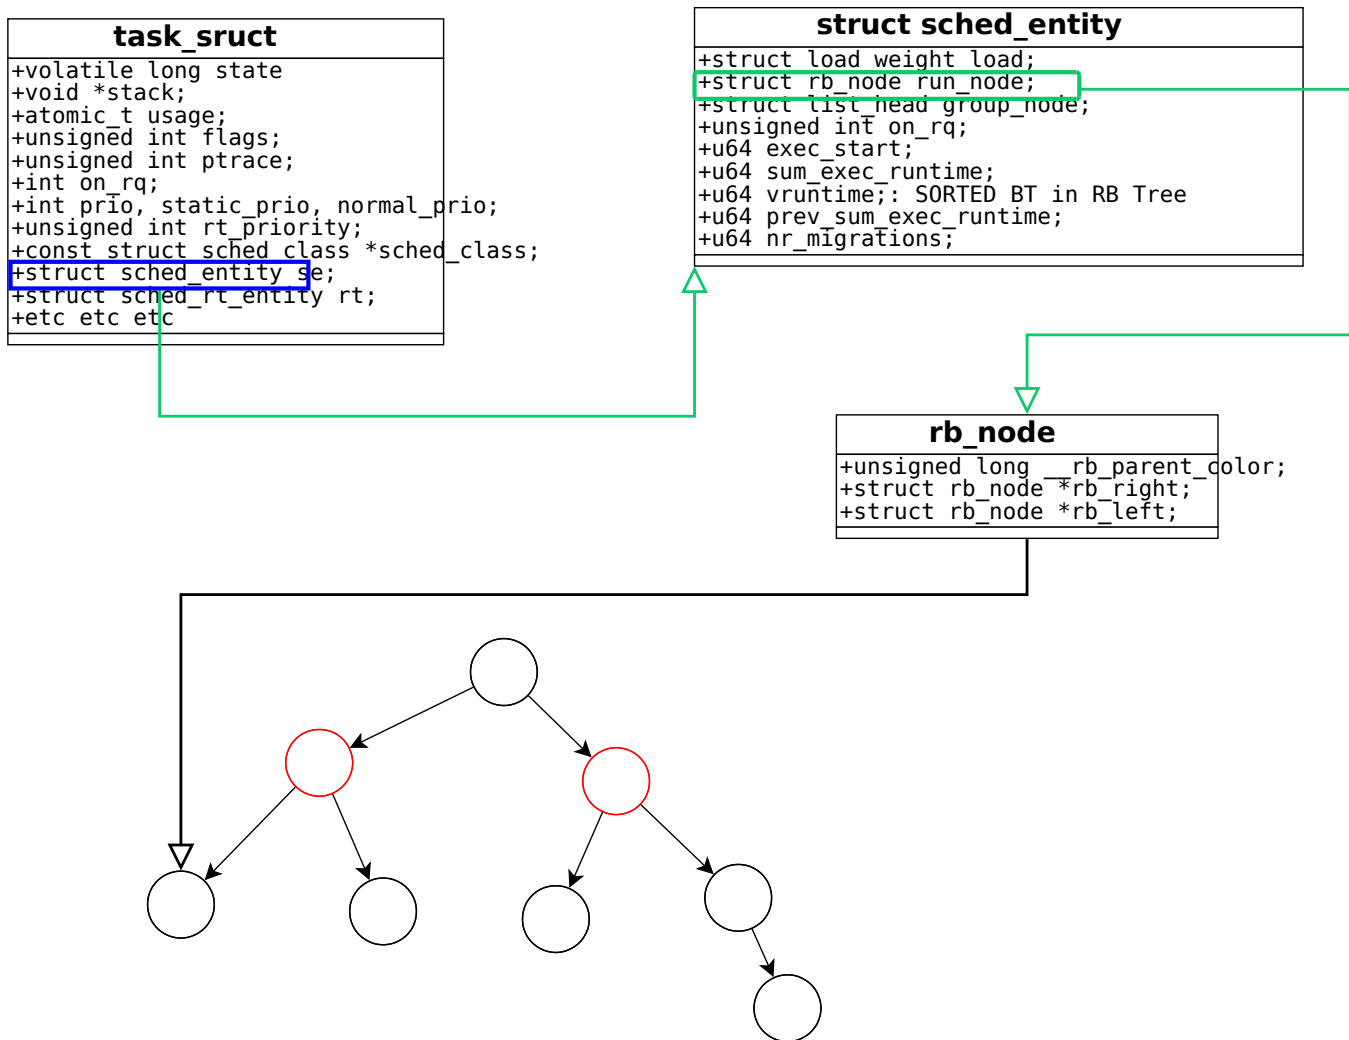 task_sruct
+volatile long state
+void *stack;
+atomic_t usage;
+unsigned int flags;
+unsigned int ptrace;
+int on_rq;
+int prio, static_prio, normal_prio;
+unsigned int rt_priority;
+const struct sched_class *sched_class;
+struct sched_entity se;
+struct sched_rt_entity rt;
+etc etc etc
struct sched_entity
+struct load_weight load;
+struct rb_node run_node;
+struct list_head group_node;
+unsigned int on_rq;
+u64 exec_start;
+u64 sum_exec_runtime;
+u64 vruntime;: SORTED BT in RB Tree
+u64 prev_sum_exec_runtime;
+u64 nr_migrations;
rb_node
+unsigned long __rb_parent_color;
+struct rb_node *rb_right;
+struct rb_node *rb_left;